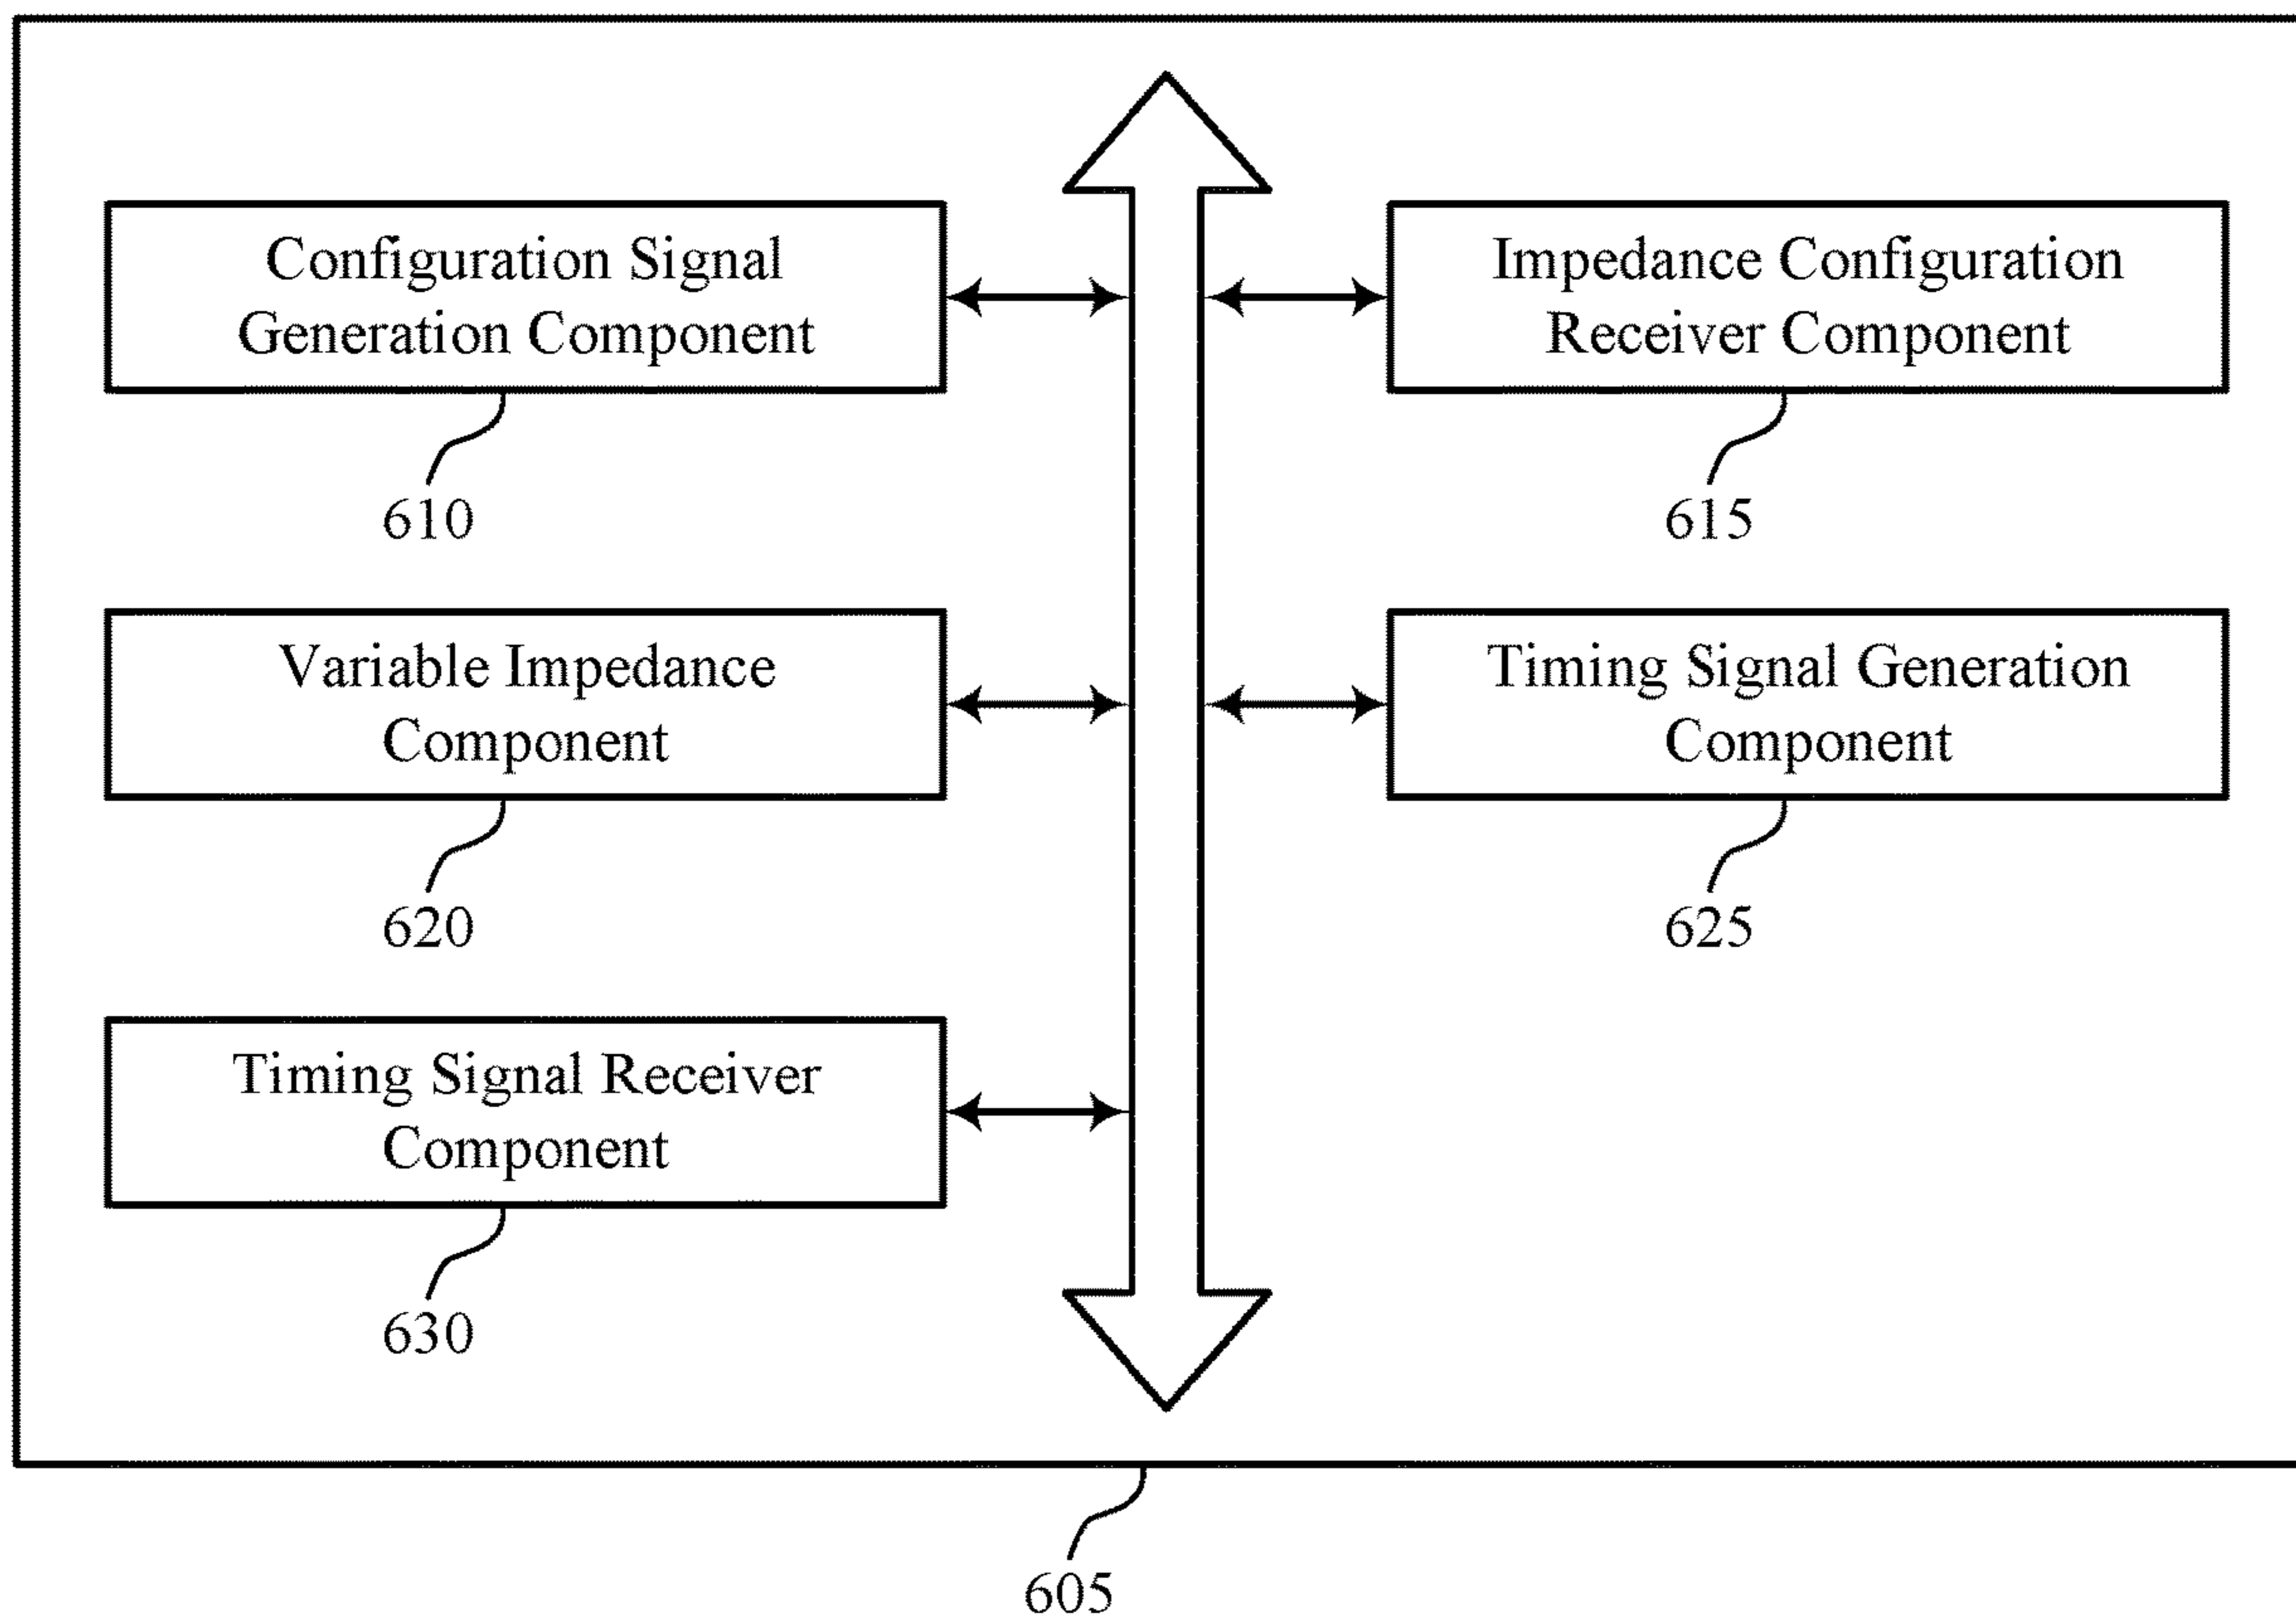 Configuration Signal
Generation Component
610
Impedance Configuration
Receiver Component
615
Variable Impedance
Component
620
Timing Signal Generation
Component
625
Timing Signal Receiver
Component
630
605